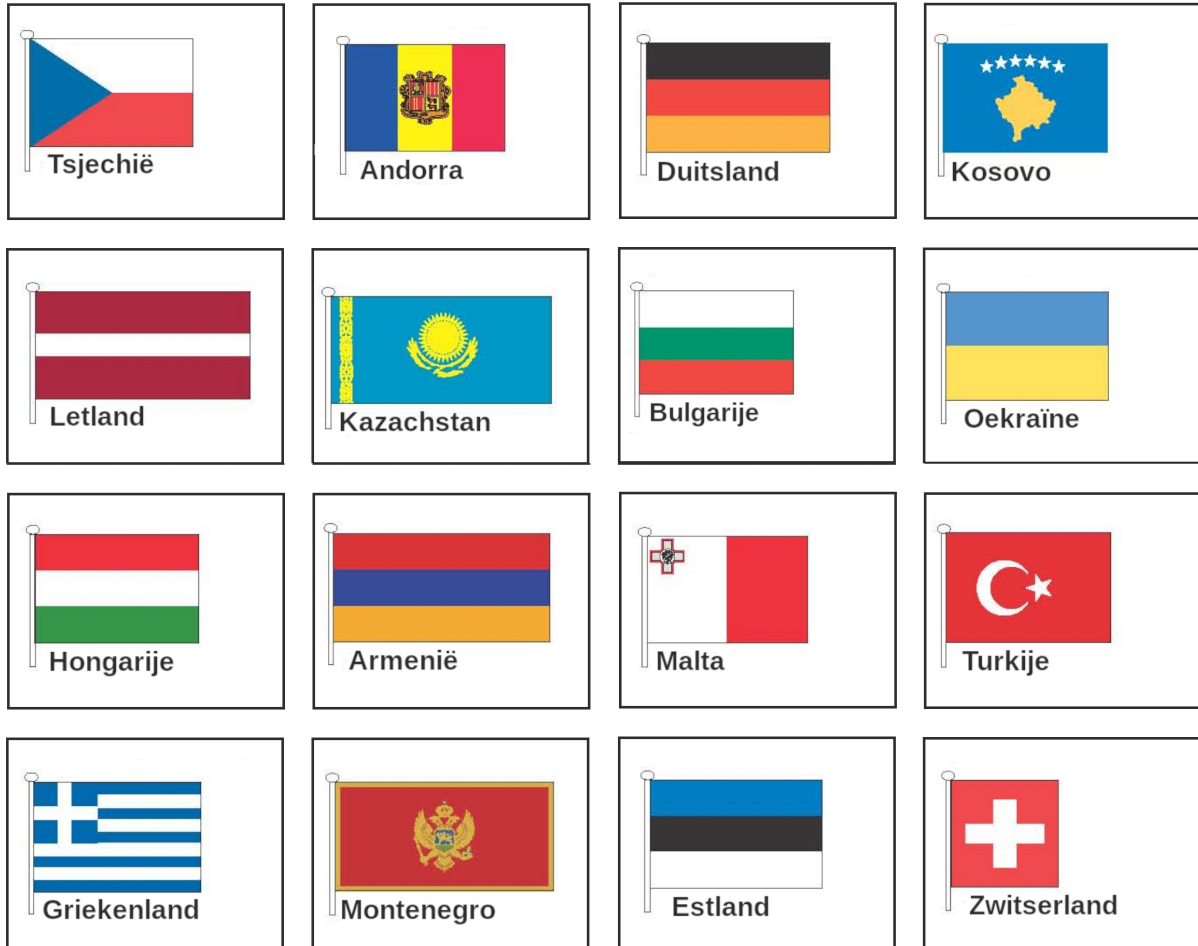 Tsjechië
Andorra
Duitsland
Kosovo
Letland
Kazachstan
Bulgarije
Oekraïne
Hongarije
Armenië
Malta
Turkije
Griekenland
Montenegro
Estland
Zwitserland